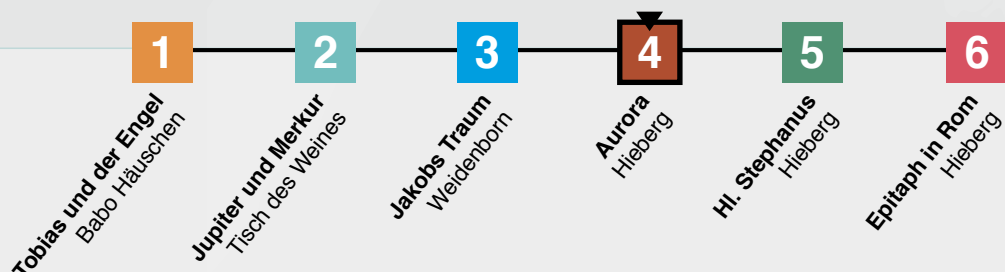 1
Tobias und der Engel
Babo Häuschen
2
Jupiter und Merkur
Tisch des Weines
3
Jakobs Traum
Weidenborn
4
Aurora
Hieberg
5
Hl. Stephanus
Hieberg
6
Epitaph in Rom
Hieberg